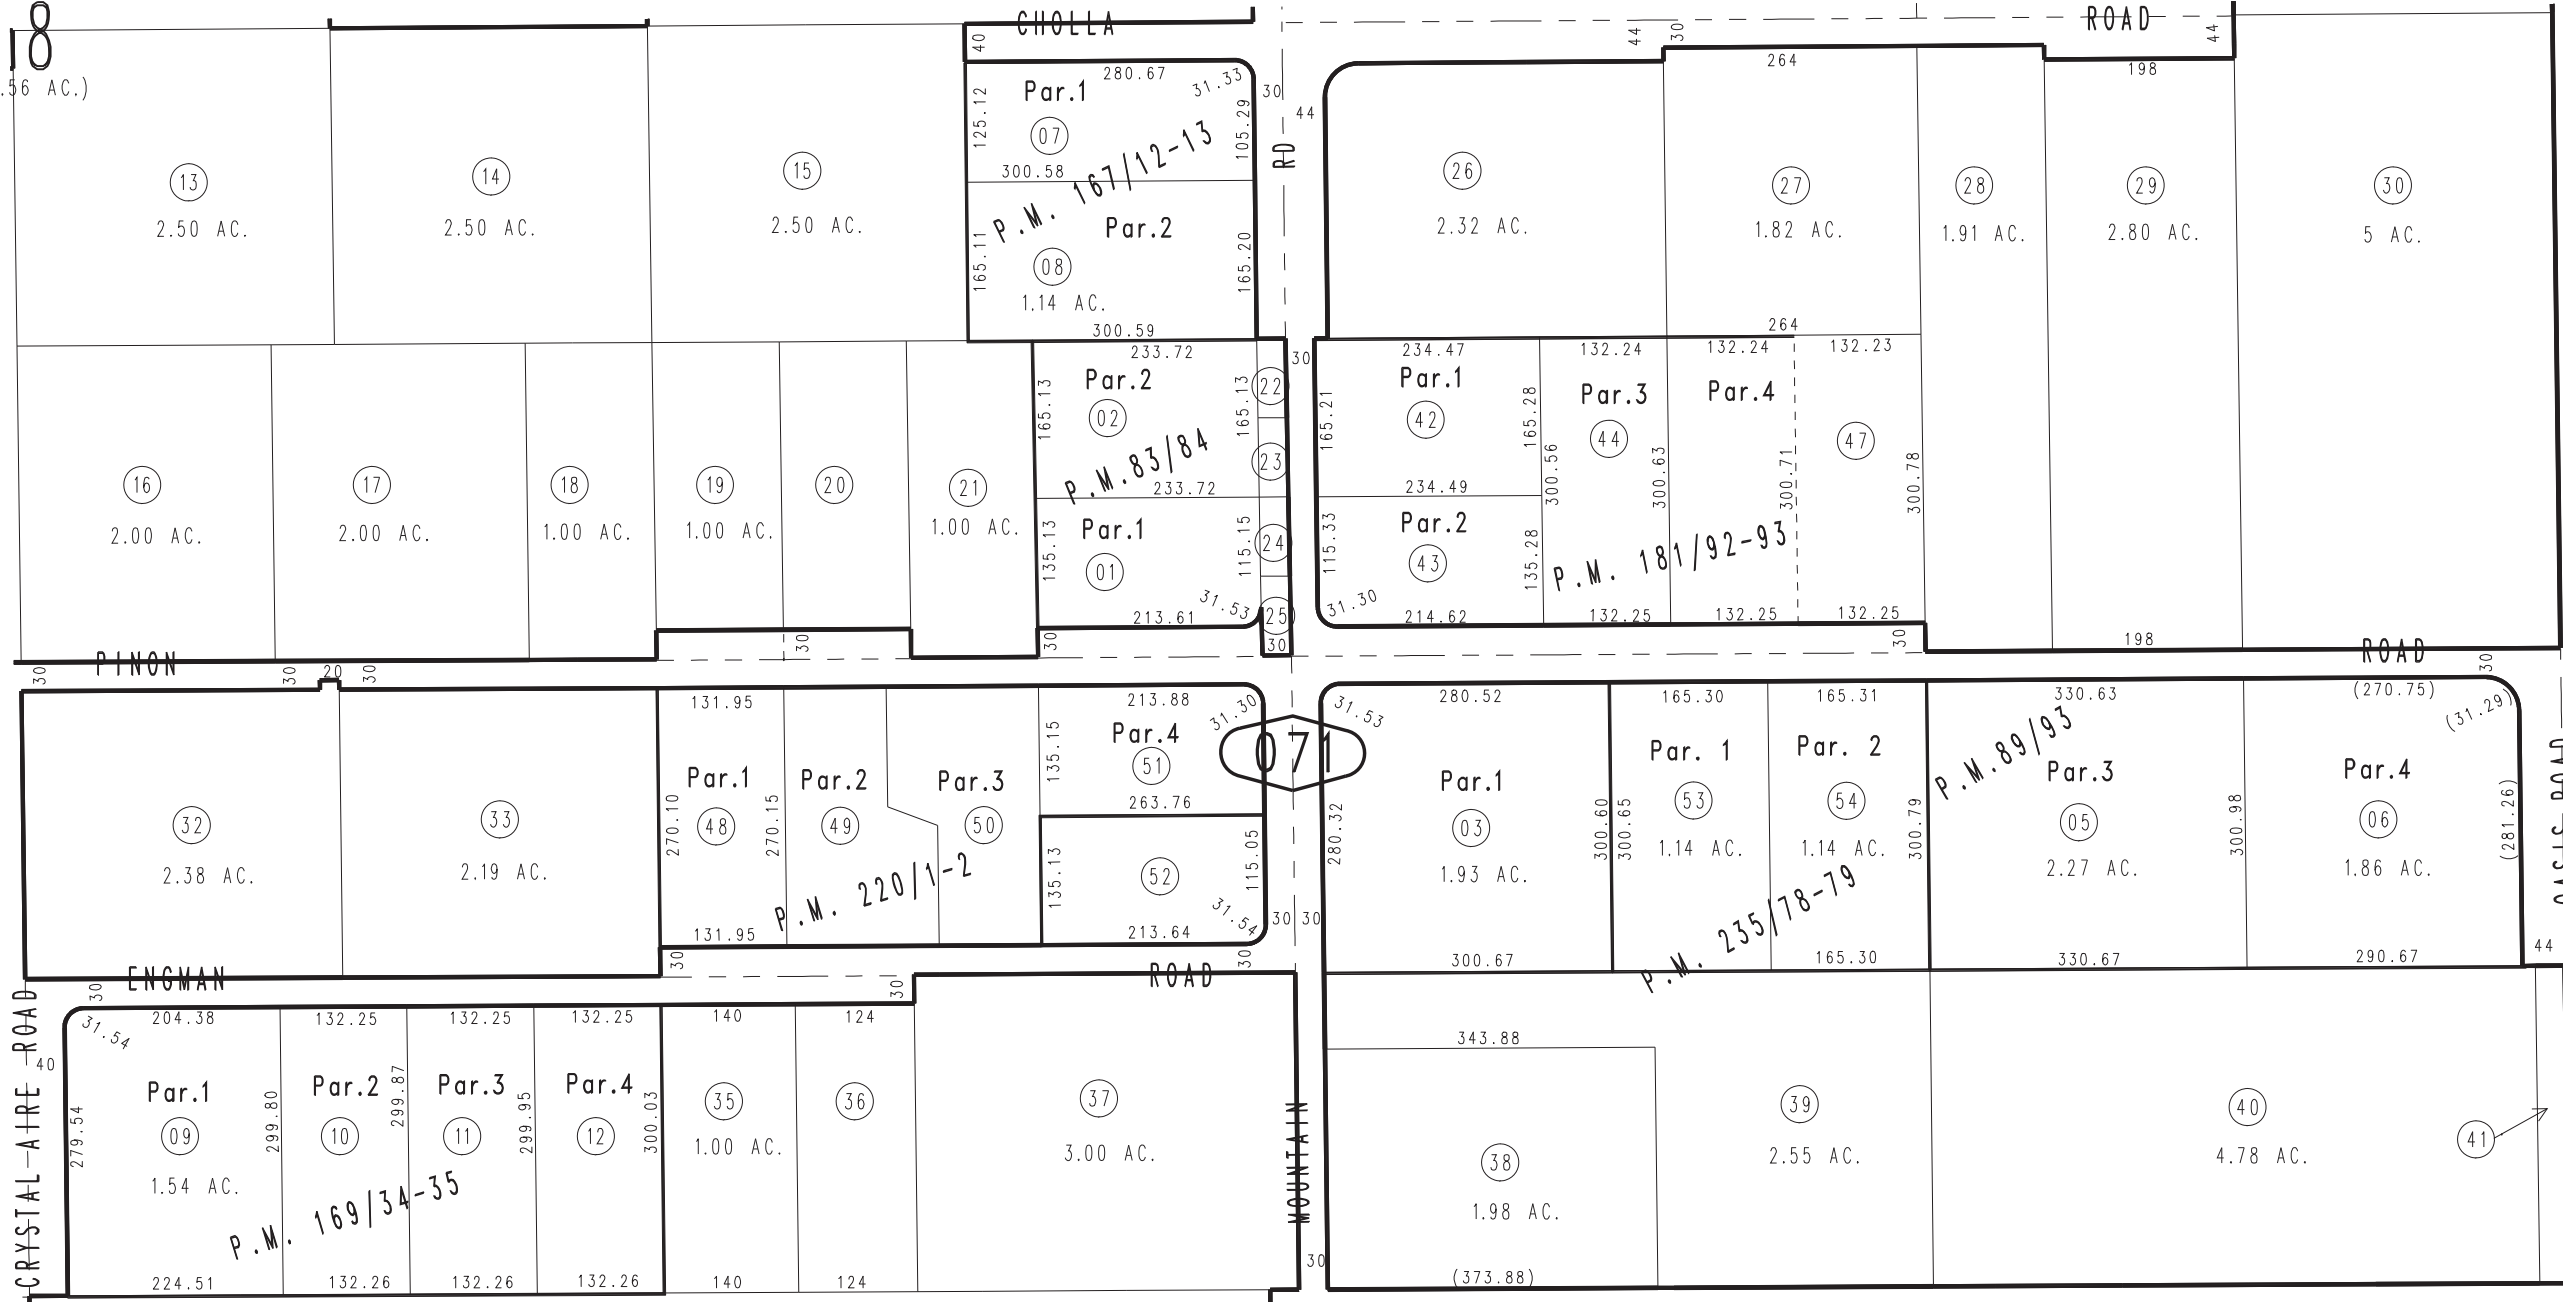 18
.56 AC.)
CHOLLA ROAD
40
44
30
44
280.67
31.33
264
198
Par.1
07
125.12
105.29
30
44
RD
300.58
P.M. 167/12-13
Par.2
08
1.14 AC.
165.11
165.20
300.59
13
2.50 AC.
14
2.50 AC.
15
2.50 AC.
26
2.32 AC.
27
1.82 AC.
28
1.91 AC.
29
2.80 AC.
30
5 AC.
264
16
2.00 AC.
17
2.00 AC.
18
1.00 AC.
19
1.00 AC.
20
21
1.00 AC.
233.72
Par.2
02
165.13
165.13
P.M.83/84
233.72
Par.1
01
135.13
115.15
31.53
213.61
22
23
24
25
30
30
234.47
Par.1
42
165.21
165.28
234.49
Par.2
43
115.33
135.28
31.30
214.62
132.24
Par.3
44
300.56
300.63
132.24
Par.4
300.71
132.23
47
300.78
P.M. 181/92-93
132.25
132.25
132.25
198
30
30
30
PINON ROAD
30
30
20
30
30
32
2.38 AC.
33
2.19 AC.
131.95
Par.1
48
270.10
270.15
131.95
Par.2
49
Par.3
50
P.M. 220/1-2
213.88
31.30
Par.4
51
135.15
263.76
52
135.13
115.05
31.54
213.64
071
30 30
31.53
280.52
Par.1
03
1.93 AC.
280.32
300.60
300.67
165.30
Par. 1
53
1.14 AC.
300.65
165.31
Par. 2
54
1.14 AC.
300.79
165.30
P.M. 235/78-79
P.M.89/93
330.63
Par.3
05
2.27 AC.
300.98
330.67
(270.75)
(31.29)
Par.4
06
1.86 AC.
(281.26)
290.67
44
OASIS ROAD
ENGMAN ROAD
30
30
30
30
CRYSTAL-AIRE ROAD
40
31.54
204.38
Par.1
09
1.54 AC.
279.54
299.80
224.51
132.25
Par.2
10
299.87
132.26
132.25
Par.3
11
299.95
132.26
132.25
Par.4
12
300.03
132.26
P.M. 169/34-35
140
35
1.00 AC.
140
124
36
124
37
3.00 AC.
MOUNTAIN
30
343.88
38
1.98 AC.
(373.88)
39
2.55 AC.
40
4.78 AC.
41